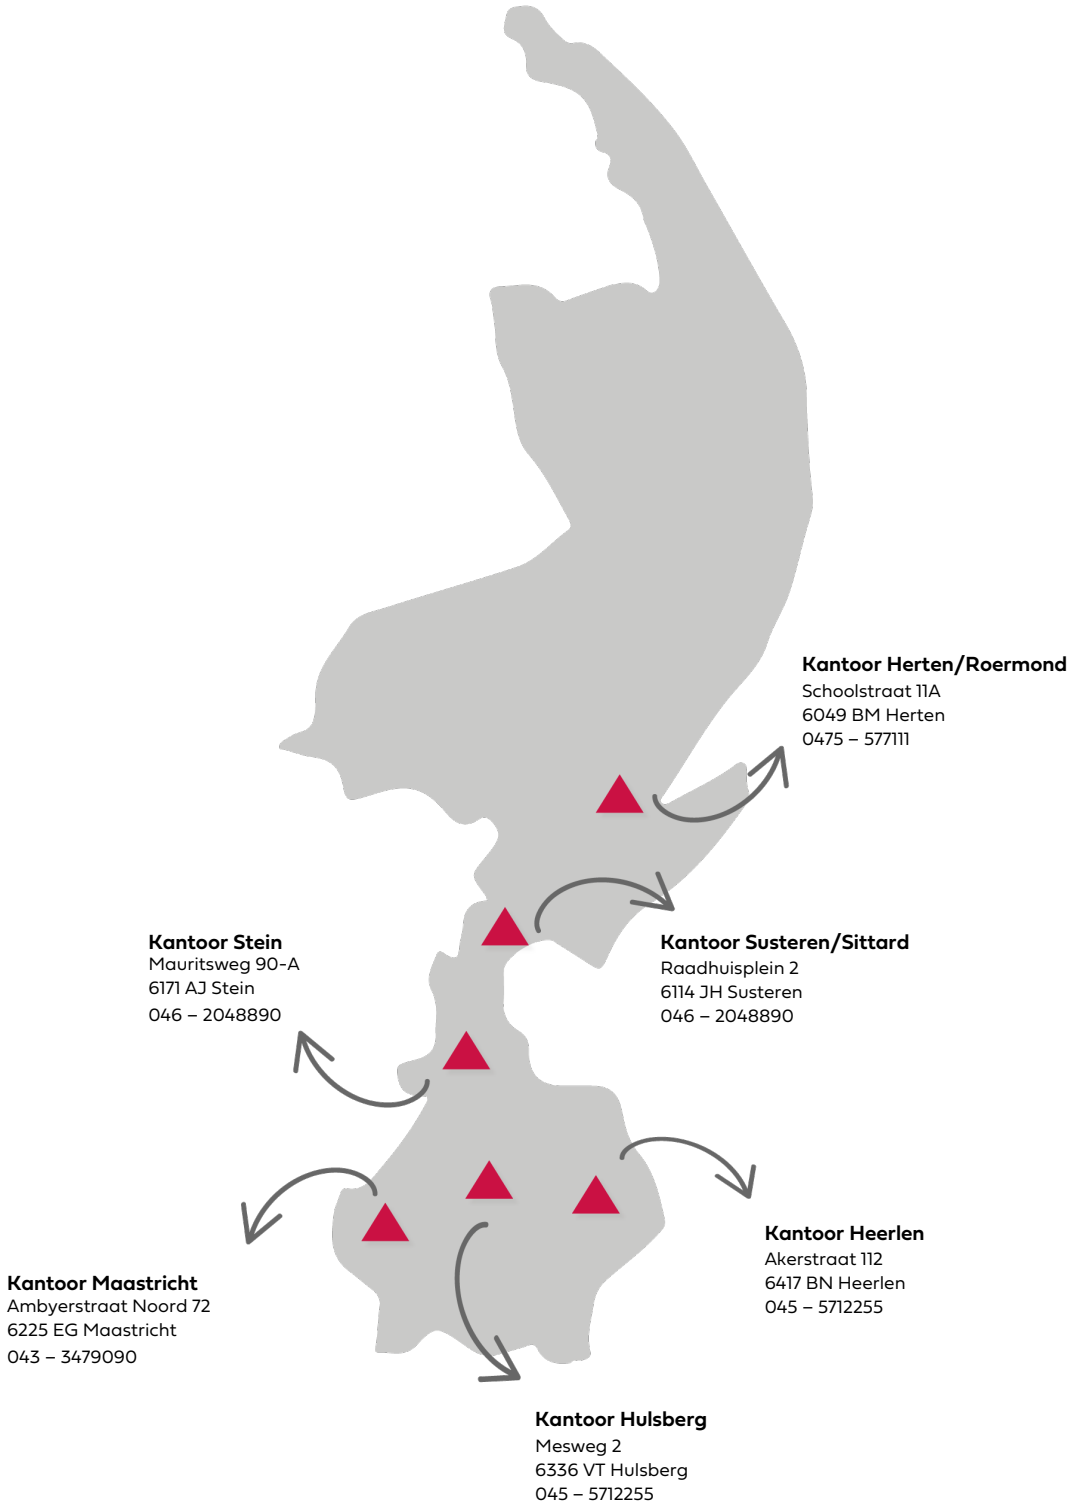 Kantoor Herten/Roermond
Schoolstraat 11A
6049 BM Herten
0475 – 577111
Kantoor Stein
Mauritsweg 90-A
6171 AJ Stein
046 – 2048890
Kantoor Susteren/Sittard
Raadhuisplein 2
6114 JH Susteren
046 – 2048890
Kantoor Heerlen
Akerstraat 112
6417 BN Heerlen
045 – 5712255
Kantoor Maastricht
Ambyerstraat Noord 72
6225 EG Maastricht
043 – 3479090
Kantoor Hulsberg
Mesweg 2
6336 VT Hulsberg
045 – 5712255